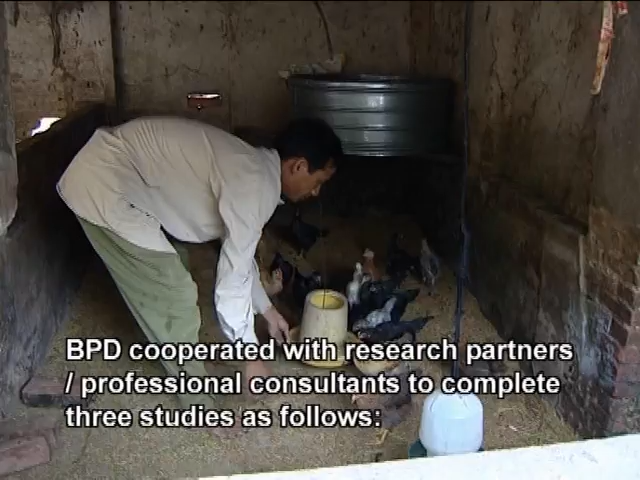 BPD cooperated with research partners
/ professional consultants to complete
three studies as follows: